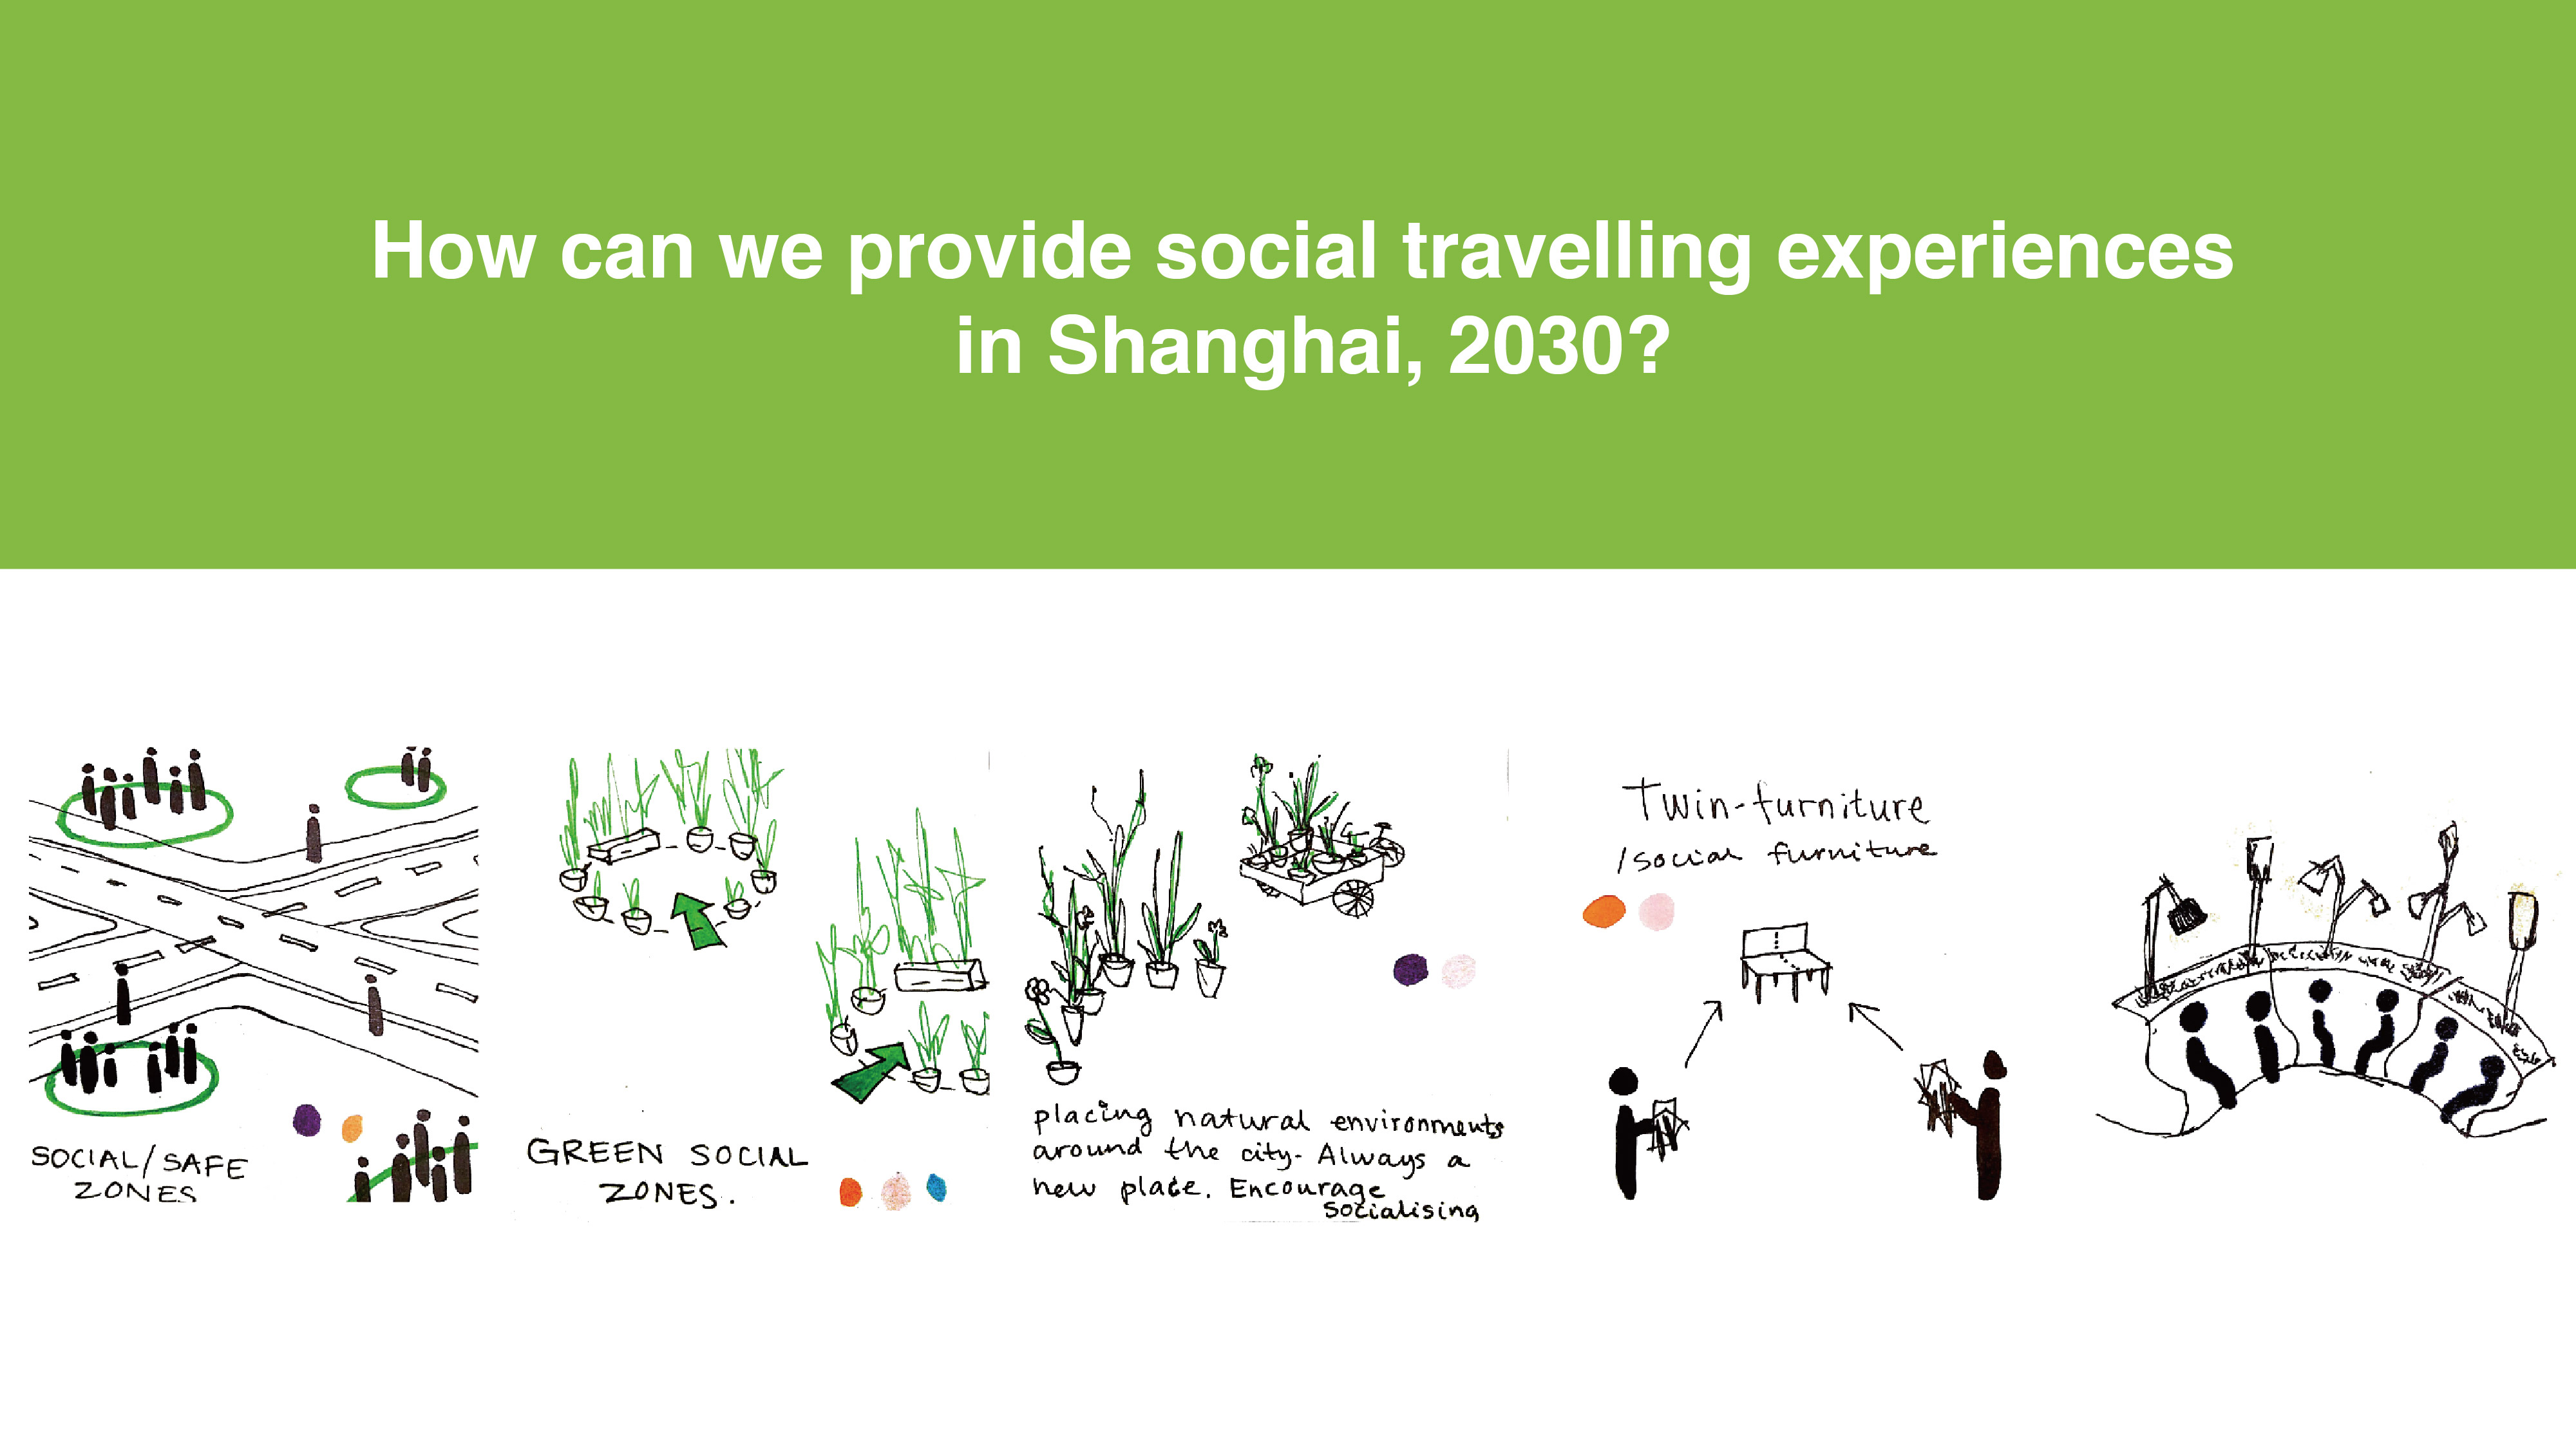 How can we provide social travelling experiences
in Shanghai, 2030?
SOCIAL/SAFE
ZONES
GREEN SOCIAL
ZONES.
placing natural environments
around the city- Always a
new place. Encourage
socialising
Twin-furniture
/social furniture